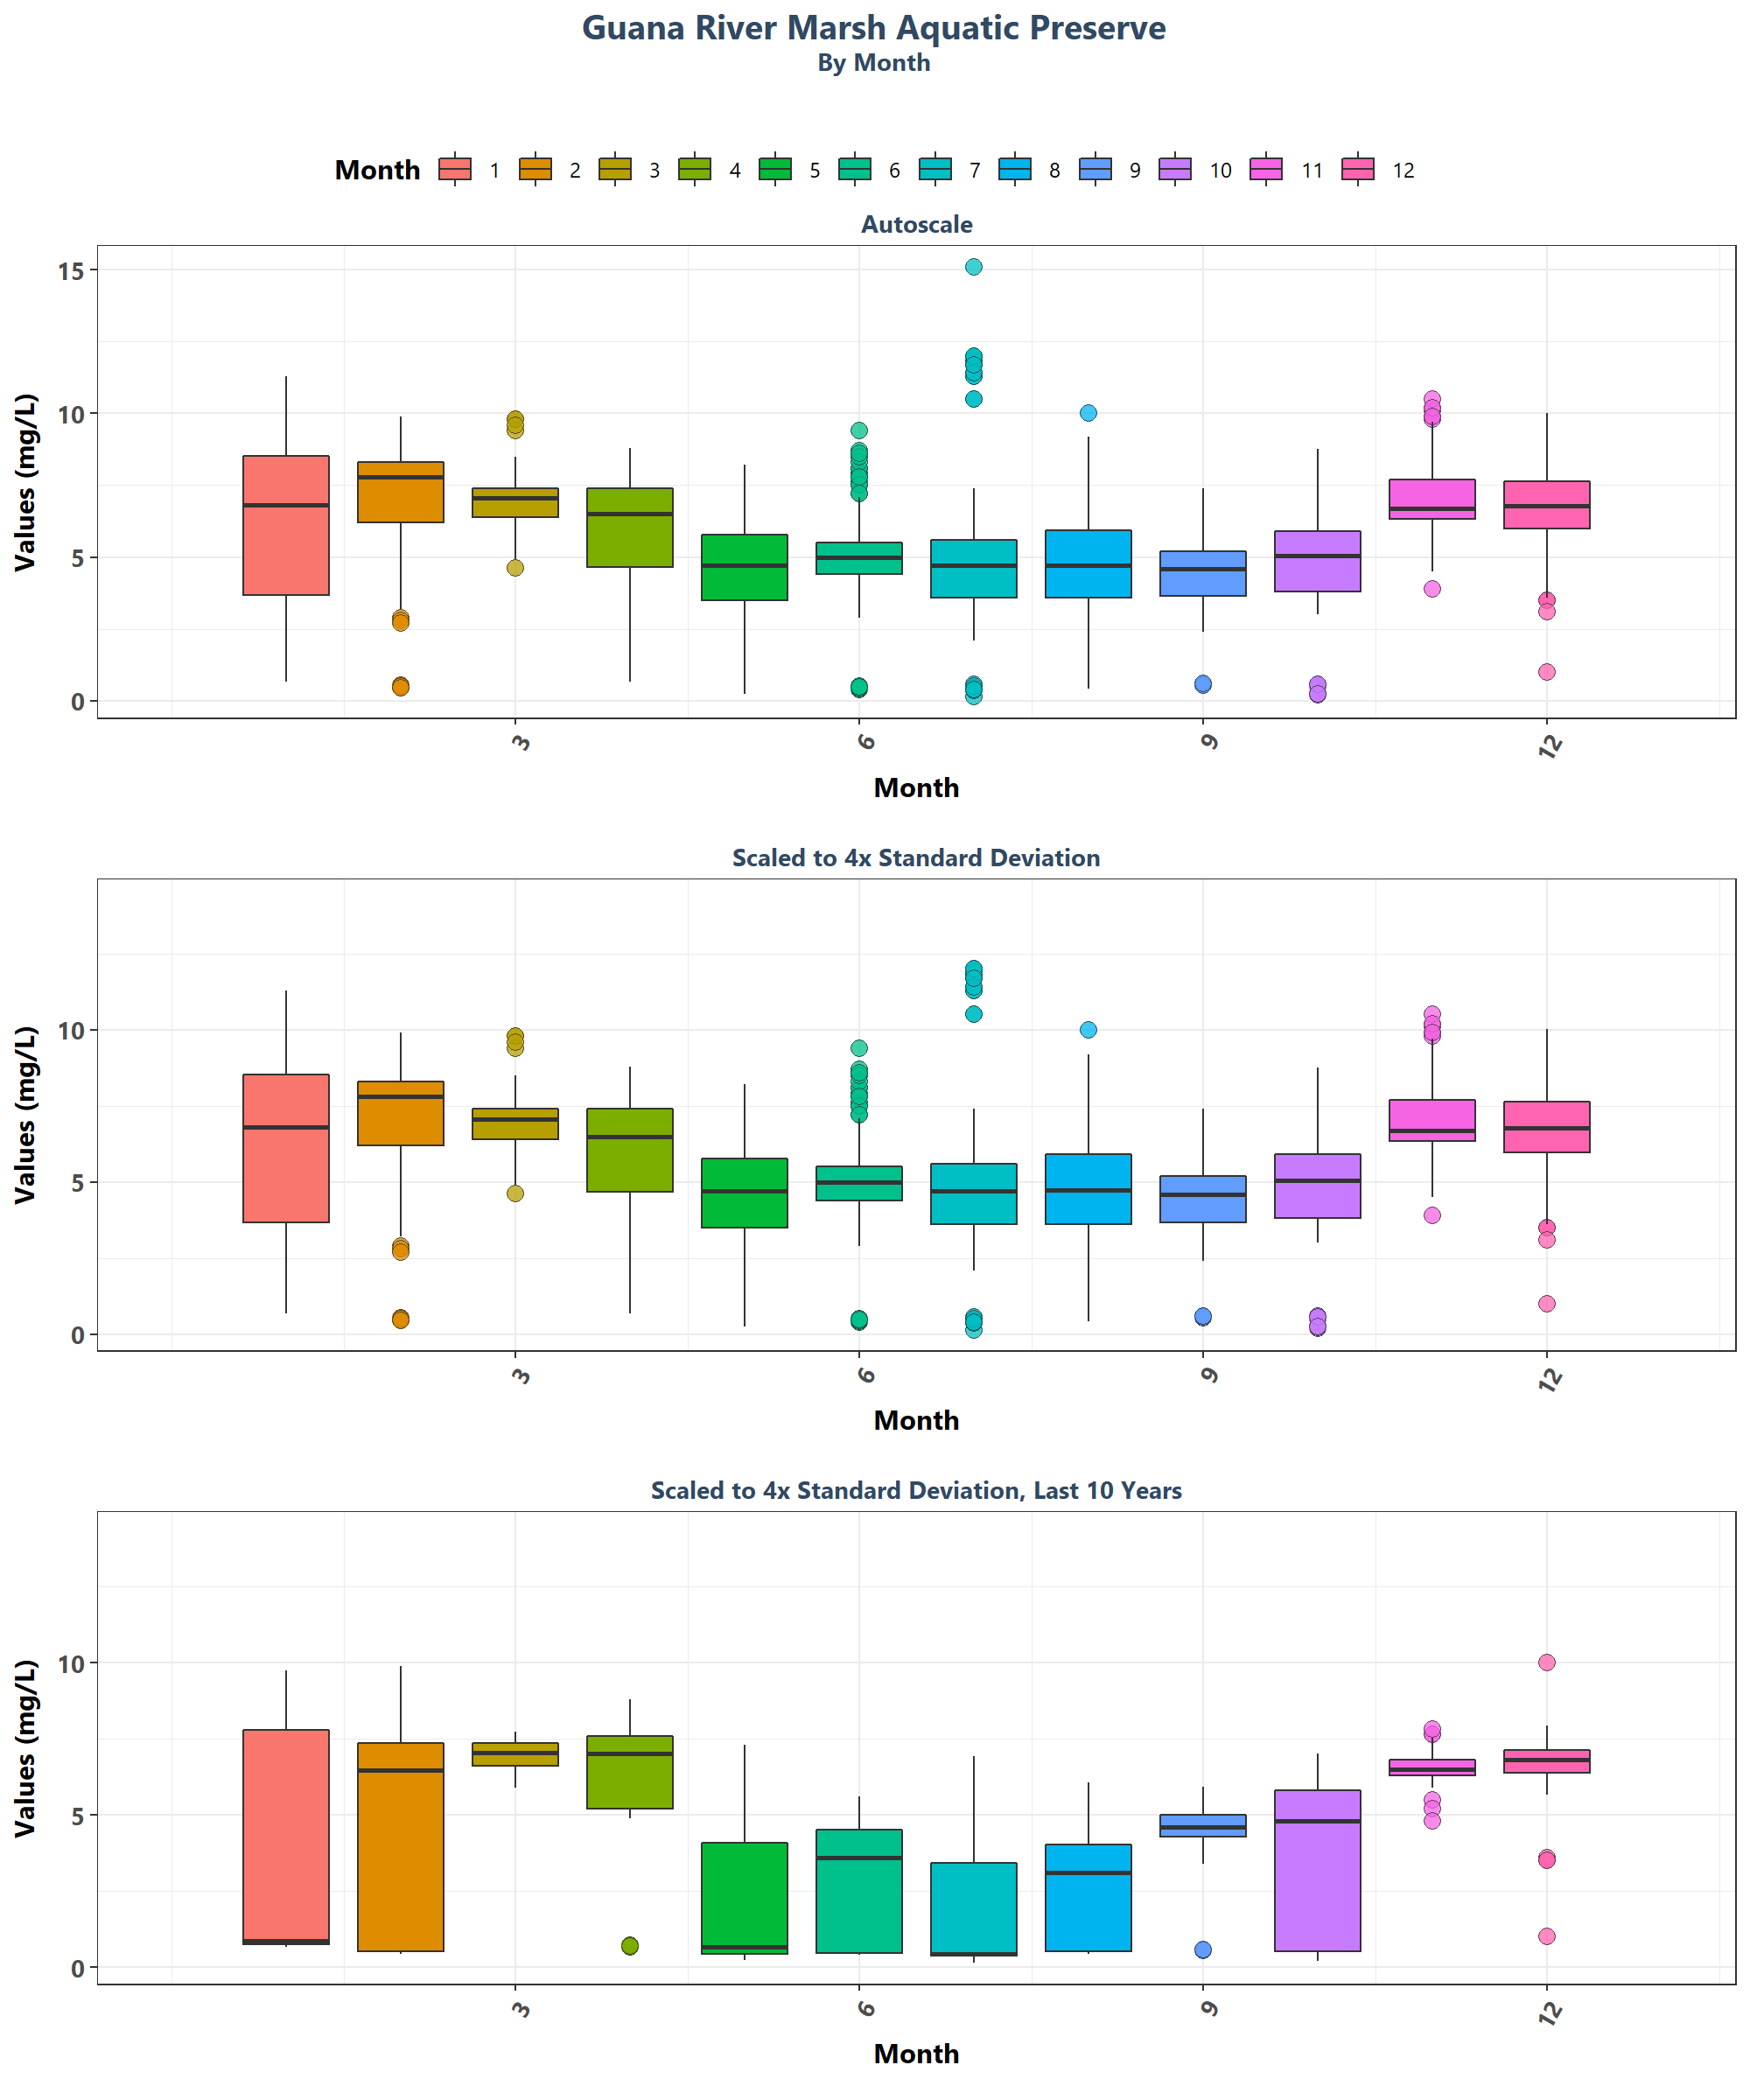 Guana River Marsh Aquatic Preserve
By Month
Month 1 2 3 4 5 6 7 8 9 10 11 12
Autoscale
Values (mg/L)
15
10
5
0
3 6 9 12
Month
Scaled to 4x Standard Deviation
Values (mg/L)
10
5
0
3 6 9 12
Month
Scaled to 4x Standard Deviation, Last 10 Years
Values (mg/L)
10
5
0
3 6 9 12
Month